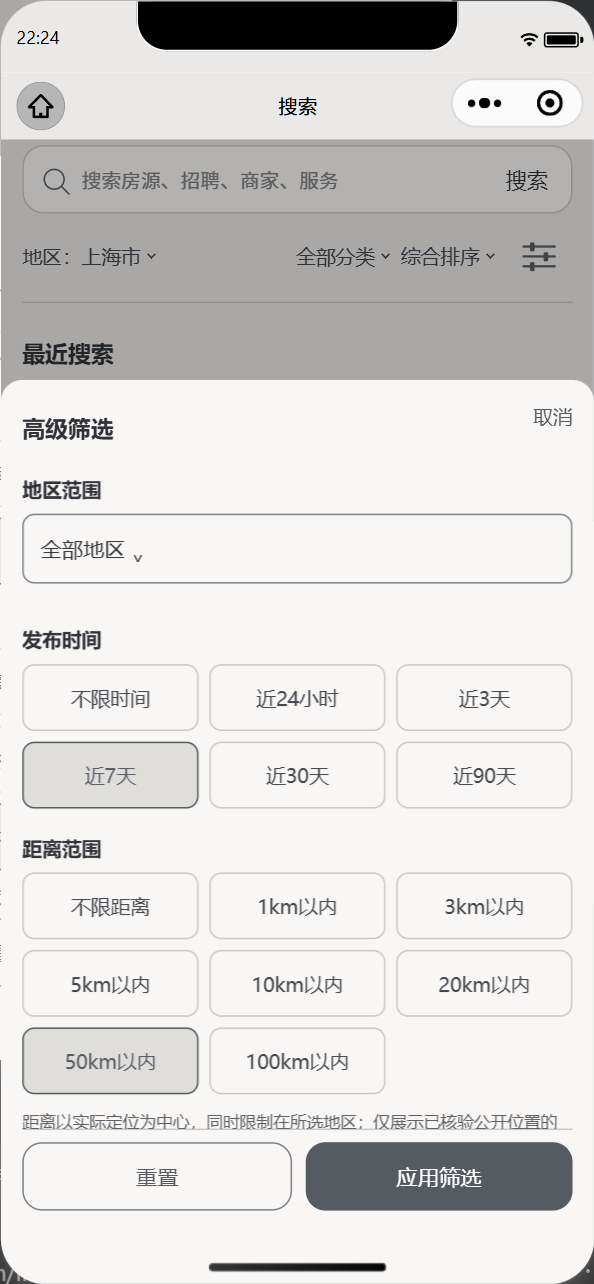 22:24
搜索
搜索房源、招聘、商家、服务 搜索
地区：上海市 全部分类 综合排序
最近搜索
高级筛选 取消
地区范围
全部地区
发布时间
不限时间 近24小时 近3天
近7天 近30天 近90天
距离范围
不限距离 1km以内 3km以内
5km以内 10km以内 20km以内
50km以内 100km以内
距离以实际定位为中心，同时限制在所选地区；仅展示已核验公开位置的
重置 应用筛选